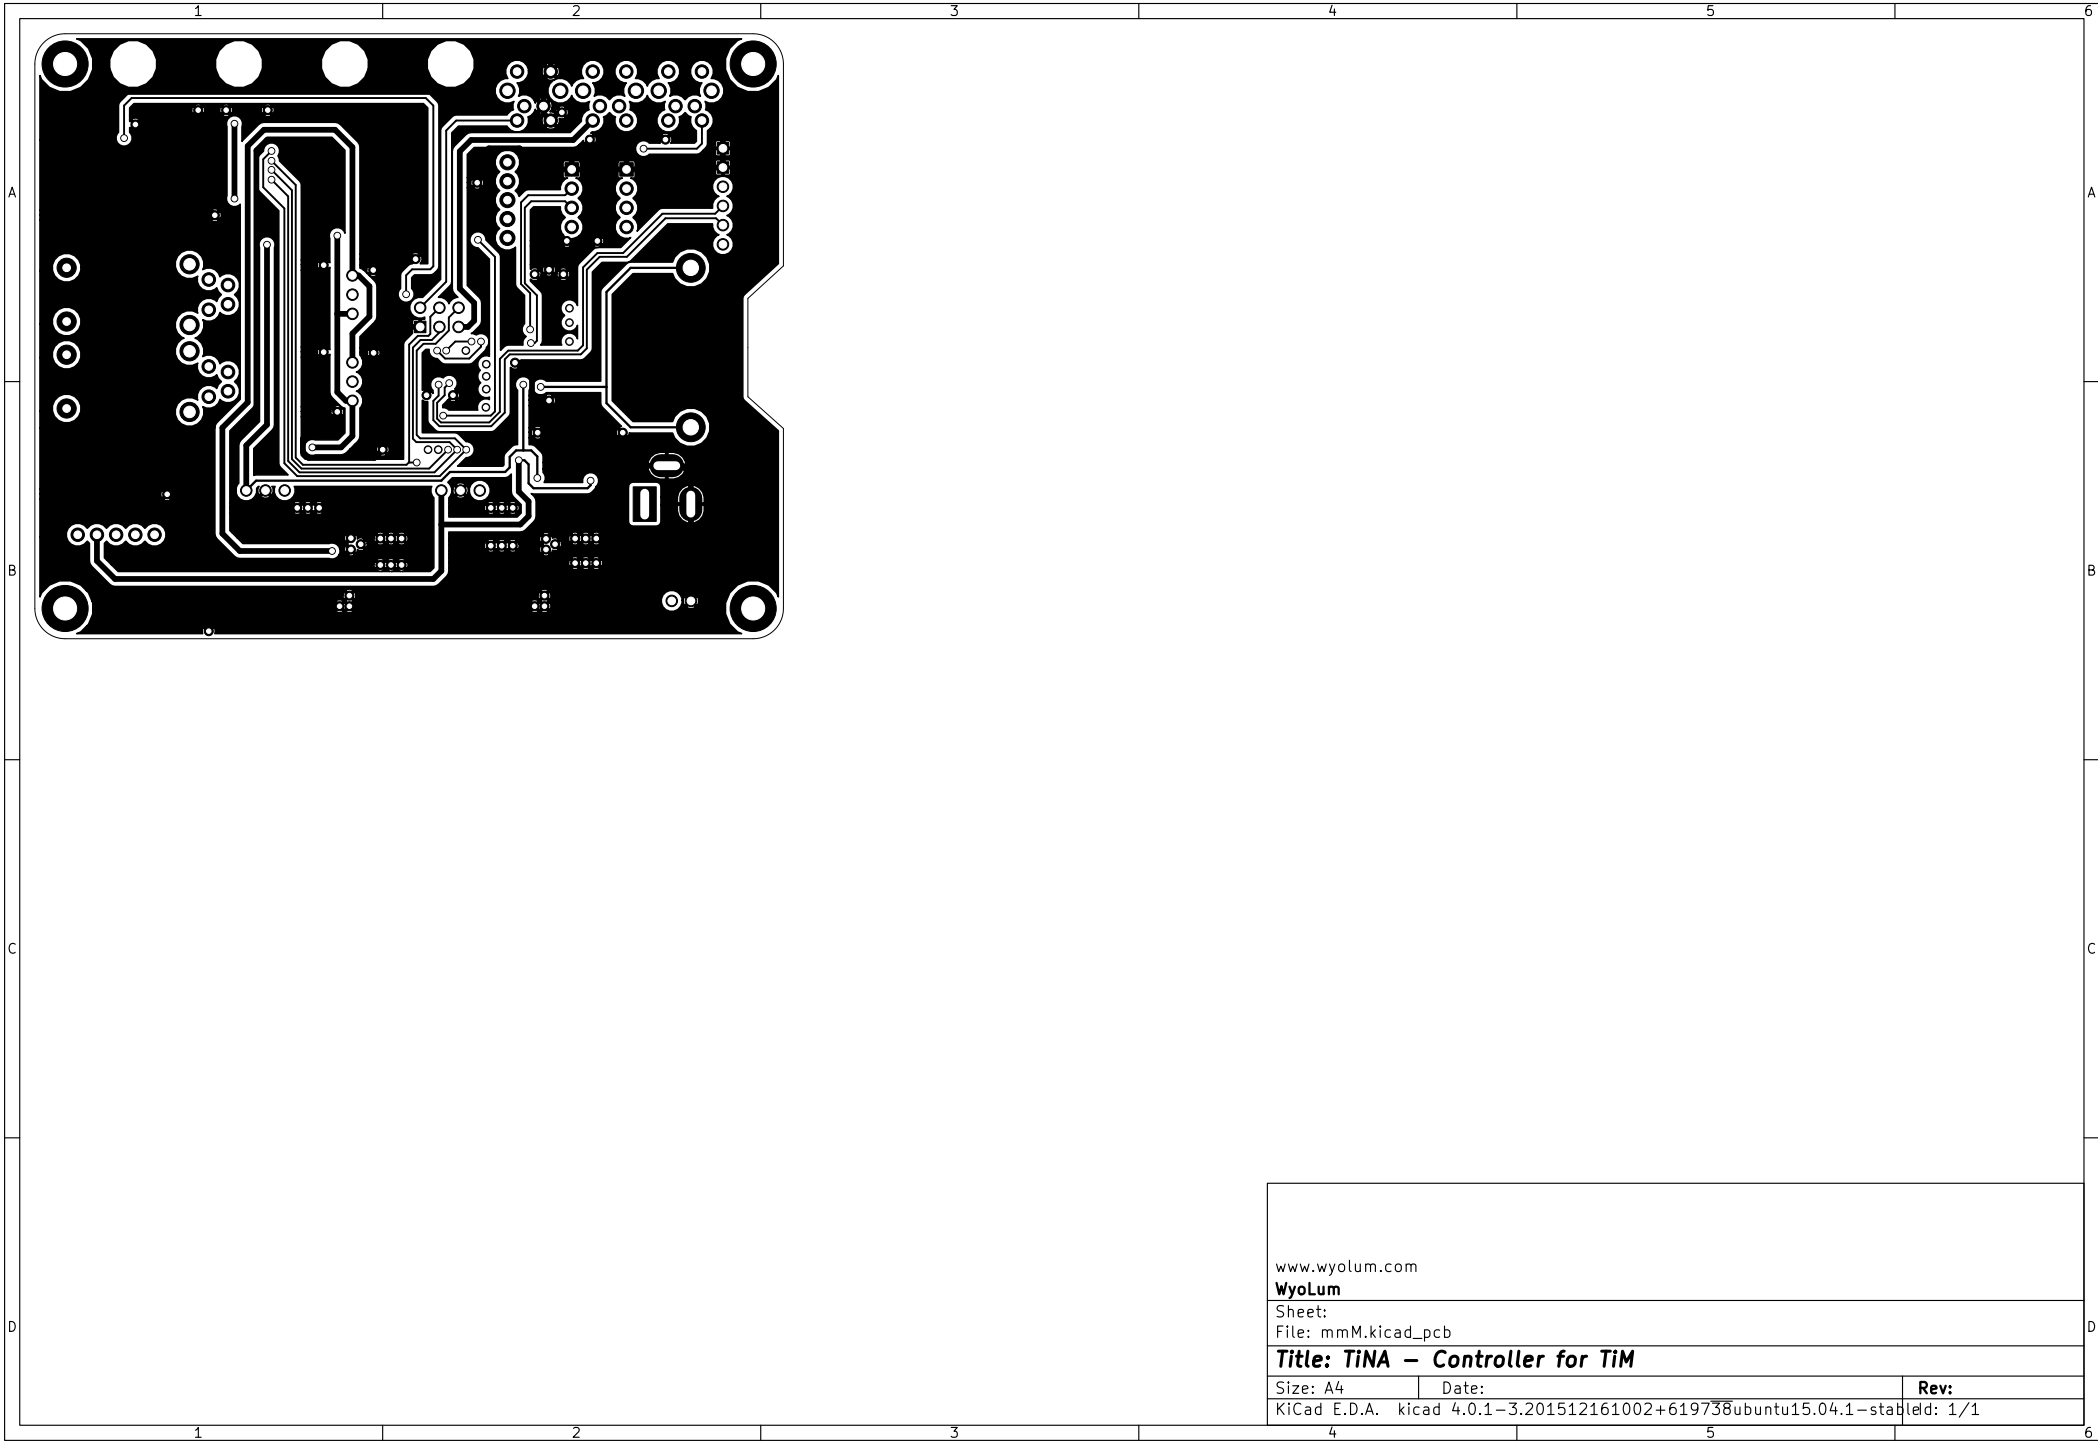 1 2 3 4 5 6
A A
B B
C C
D D
www.wyolum.com
WyoLum
Sheet:
File: mmM.kicad_pcb
Title: TiNA – Controller for TiM
Size: A4 Date: Rev:
KiCad E.D.A. kicad 4.0.1-3.201512161002+619738ubuntu15.04.1-stable Id: 1/1
1 2 3 4 5 6